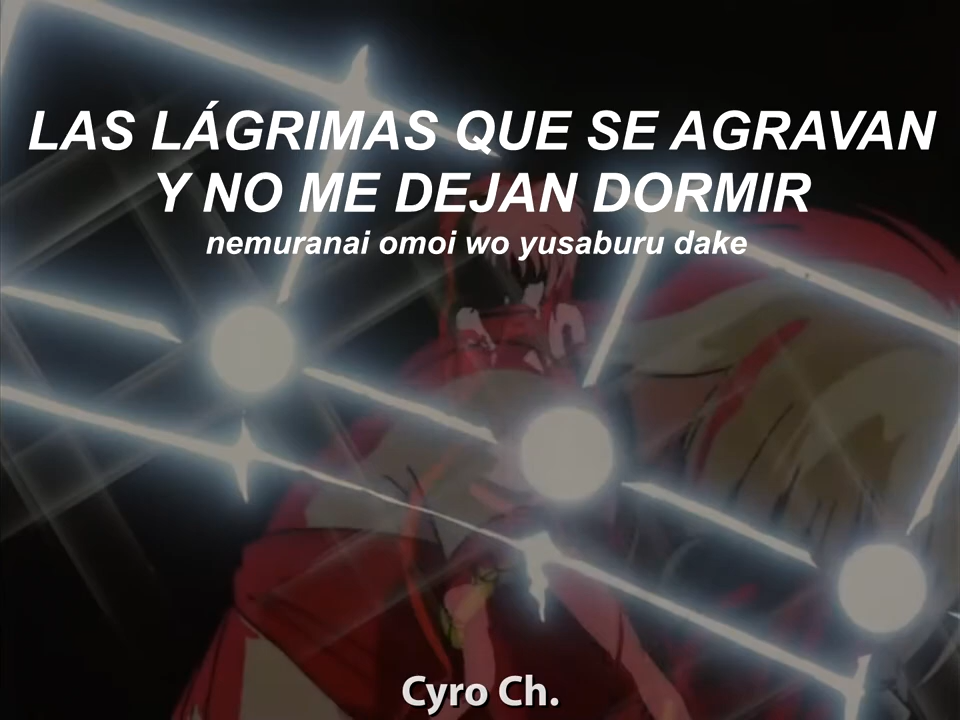 LAS LÁGRIMAS QUE SE AGRAVAN
Y NO ME DEJAN DORMIR
nemuranai omoi wo yusaburu dake
Cyro Ch.